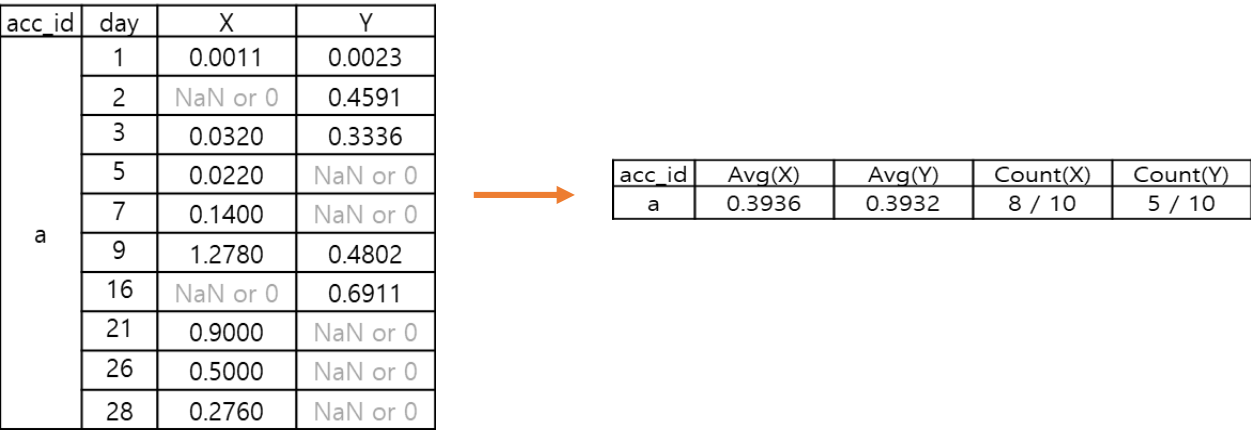 acc_id day X Y
1 0.0011 0.0023
2 NaN or 0 0.4591
3 0.0320 0.3336
5 0.0220 NaN or 0
7 0.1400 NaN or 0
a
9 1.2780 0.4802
16 NaN or 0 0.6911
21 0.9000 NaN or 0
26 0.5000 NaN or 0
28 0.2760 NaN or 0
acc_id Avg(X) Avg(Y) Count(X) Count(Y)
a 0.3936 0.3932 8 / 10 5 / 10